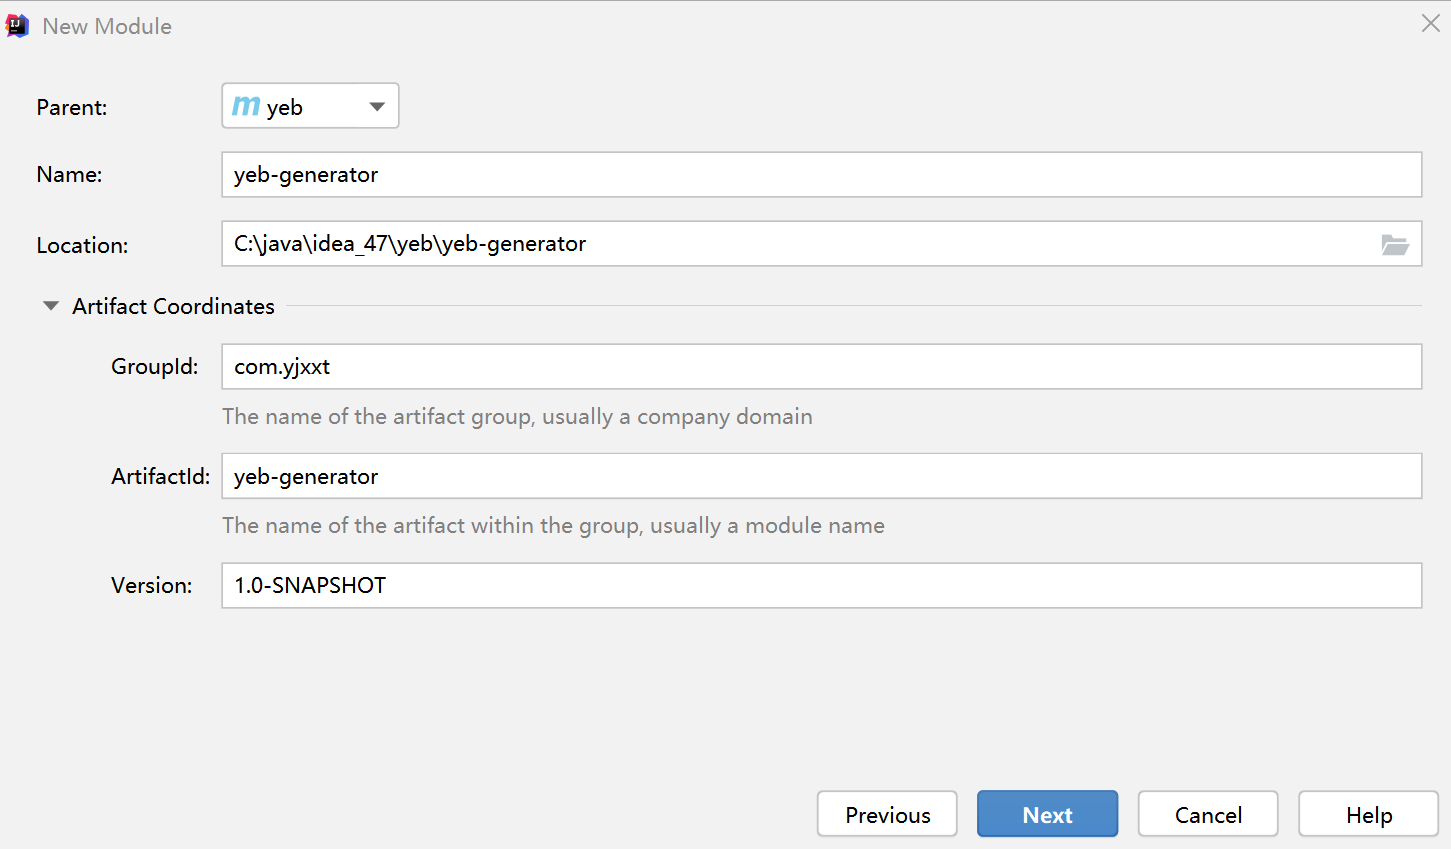 New Module
Parent: m yeb
Name: yeb-generator
Location: C:\java\idea_47\yeb\yeb-generator
Artifact Coordinates
GroupId: com.yjxxt
The name of the artifact group, usually a company domain
ArtifactId: yeb-generator
The name of the artifact within the group, usually a module name
Version: 1.0-SNAPSHOT
Previous Next Cancel Help